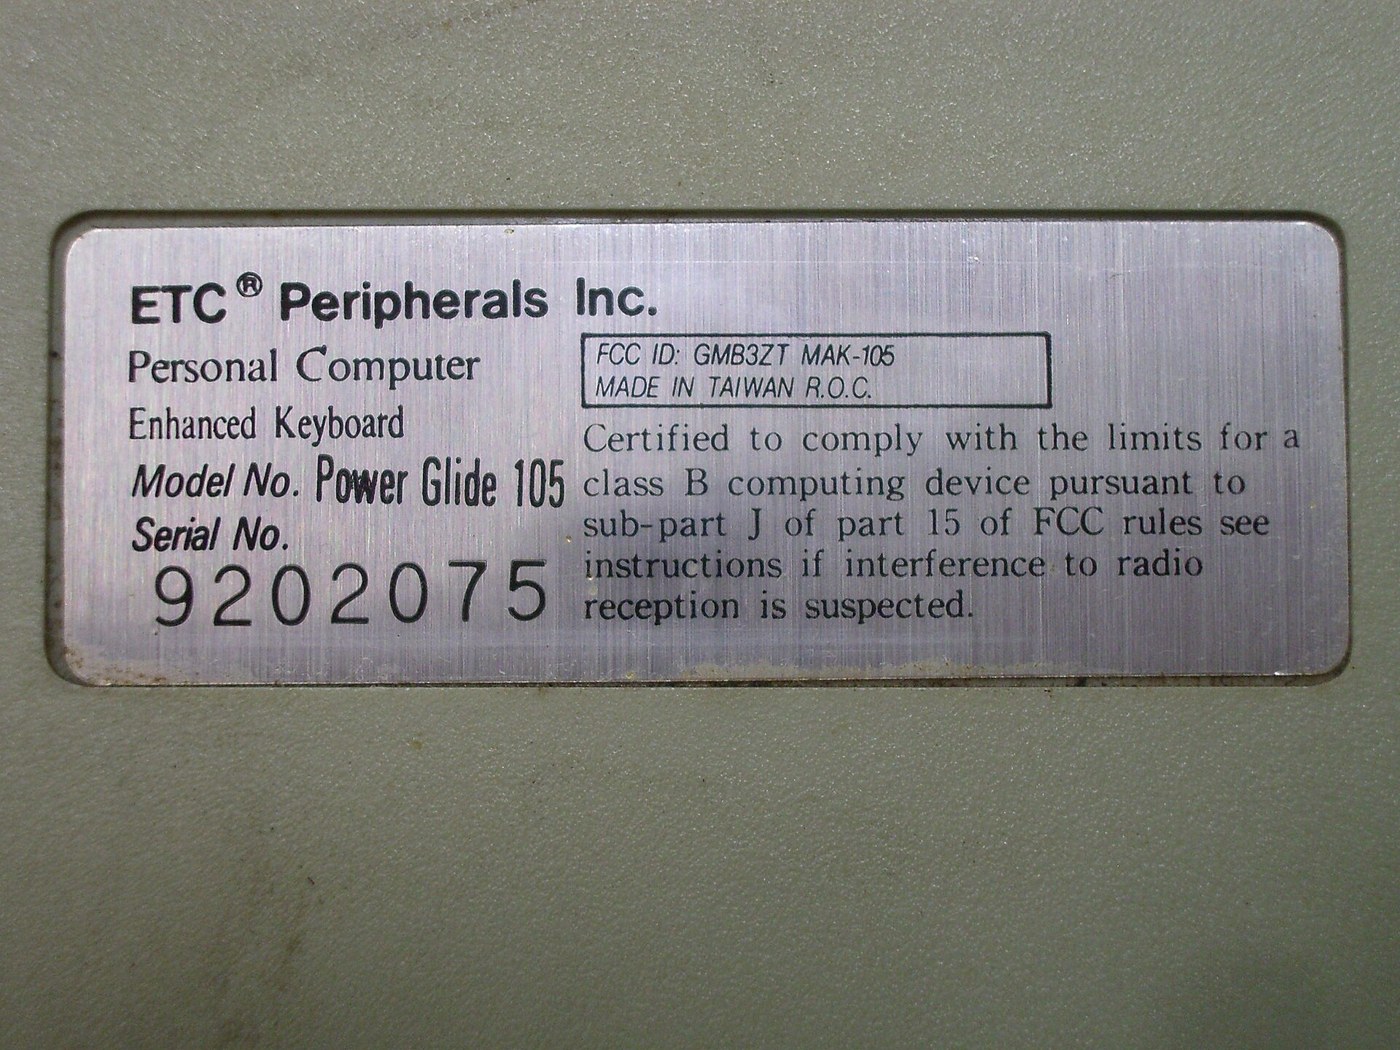 ETC® Peripherals Inc.
Personal Computer
Enhanced Keyboard
Model No. Power Glide 105
Serial No.
9202075
FCC ID: GMB3ZT MAK-105
MADE IN TAIWAN R.O.C.
Certified to comply with the limits for a
class B computing device pursuant to
sub-part J of part 15 of FCC rules see
instructions if interference to radio
reception is suspected.